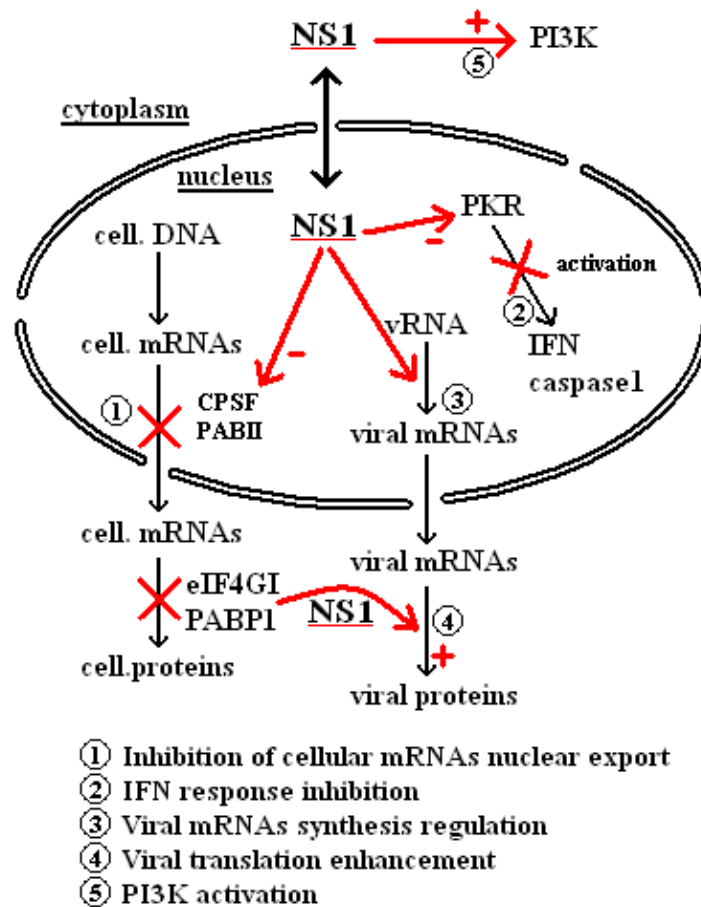 NS1
+
⑤
PI3K
cytoplasm
nucleus
cell. DNA
NS1
PKR
−
activation
②
IFN
caspase1
vRNA
−
cell. mRNAs
①
CPSF
PABII
③
viral mRNAs
cell. mRNAs
viral mRNAs
eIF4GI
PABP1
NS1
④
+
cell.proteins
viral proteins
① Inhibition of cellular mRNAs nuclear export
② IFN response inhibition
③ Viral mRNAs synthesis regulation
④ Viral translation enhancement
⑤ PI3K activation